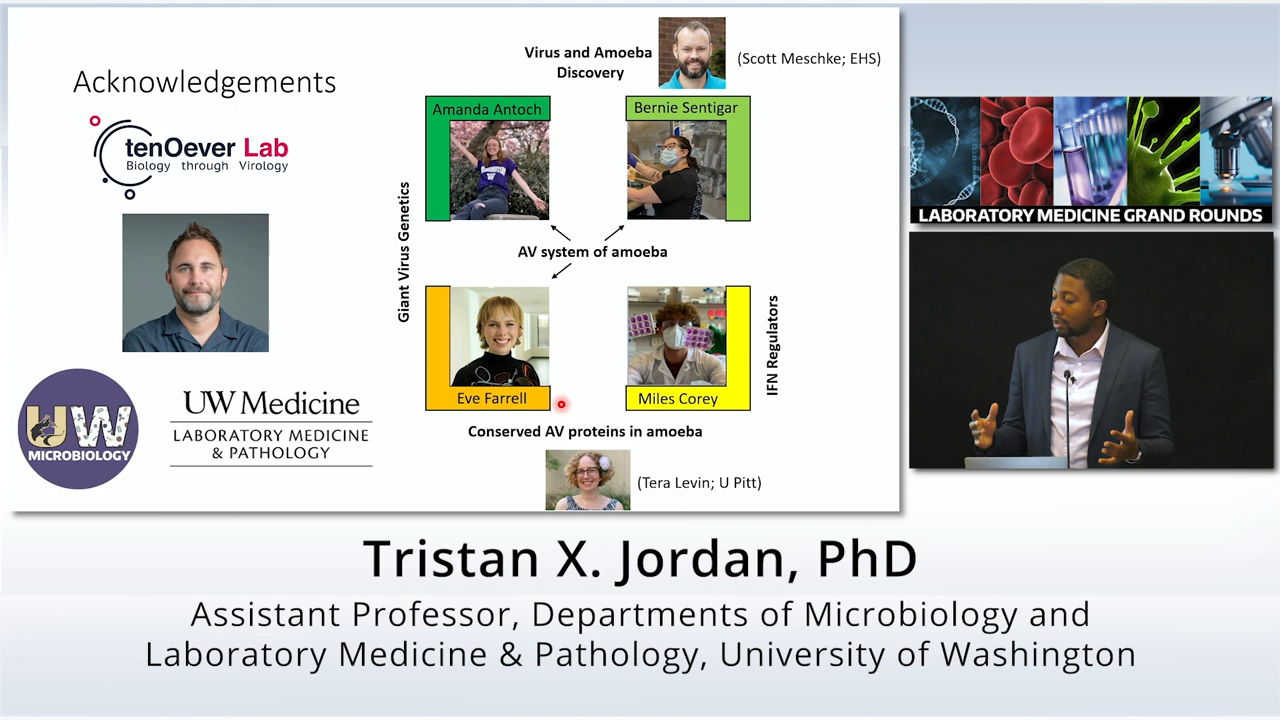 Acknowledgements
tenOever Lab
Biology through Virology
UW
MICROBIOLOGY
UW Medicine
LABORATORY MEDICINE
& PATHOLOGY
Virus and Amoeba
Discovery
(Scott Meschke; EHS)
Amanda Antoch
Bernie Sentigar
Giant Virus Genetics
AV system of amoeba
IFN Regulators
Eve Farrell
Miles Corey
Conserved AV proteins in amoeba
(Tera Levin; U Pitt)
LABORATORY MEDICINE GRAND ROUNDS
Tristan X. Jordan, PhD
Assistant Professor, Departments of Microbiology and
Laboratory Medicine & Pathology, University of Washington